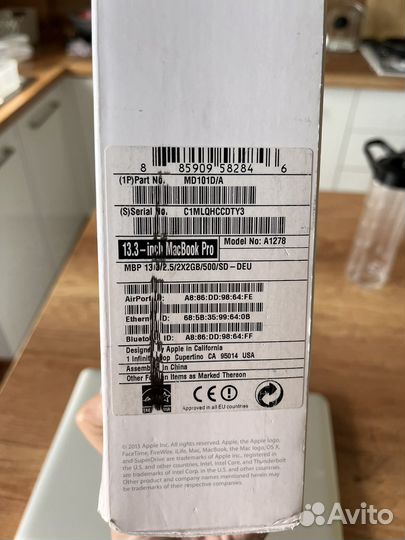 8 85909 58284 6
(1P)Part No. MD101D/A
(S)Serial No. C1MLQHCCDTY3
13.3-inch MacBook Pro Model No: A1278
MBP 13.3/2.5/2X2GB/500/SD-DEU
AirPort ID: A8:86:DD:98:64:FE
Ethernet ID: 68:5B:35:99:64:0B
Bluetooth ID: A8:86:DD:98:64:FF
Designed by Apple in California
1 Infinite Loop, Cupertino CA 95014 USA
Assembled in China
Other Foreign Items as Marked Thereon
CE
Approved in all EU countries
© 2013 Apple Inc. All rights reserved. Apple, the Apple logo,
FaceTime, FireWire, iLife, Mac, MacBook, the Mac logo, OS X,
and SuperDrive are trademarks of Apple Inc., registered in the
U.S. and other countries. Intel, Intel Core, and Thunderbolt
are trademarks of Intel Corp. in the U.S. and other countries.
Other product and company names mentioned herein may
be trademarks of their respective companies.
Avito